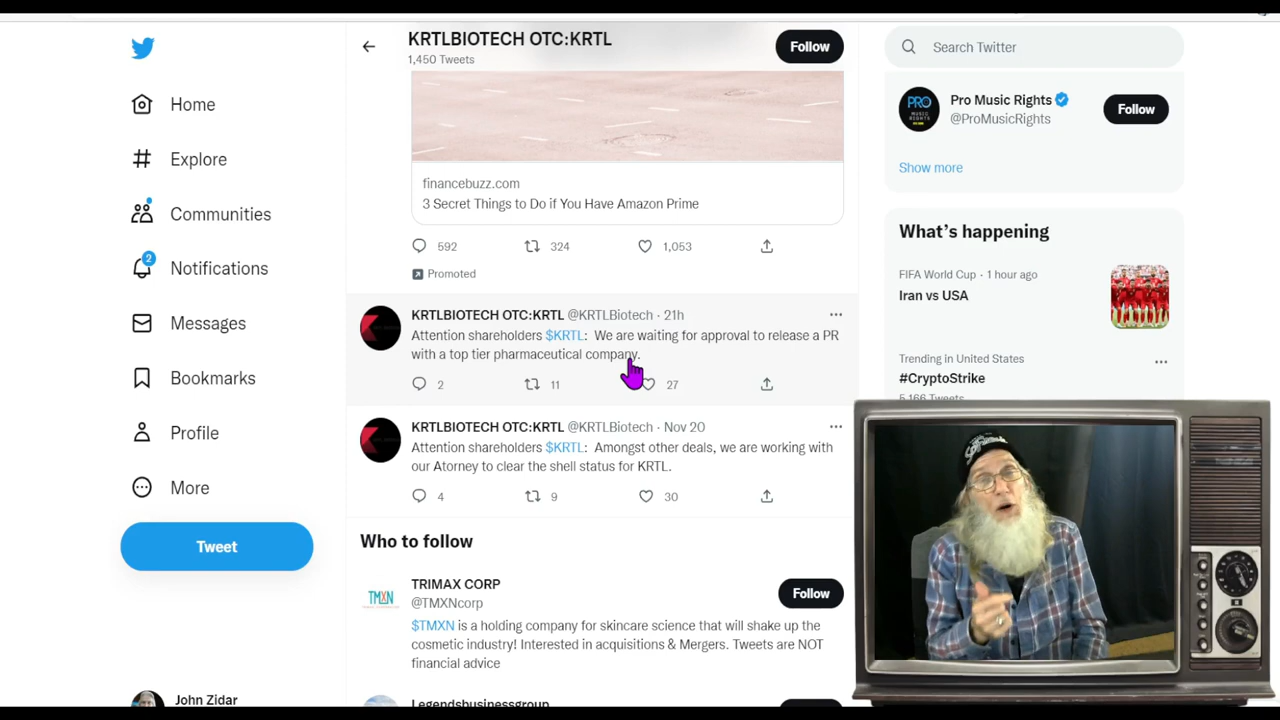 KRTLBIOTECH OTC:KRTL
1,450 Tweets
Follow
Search Twitter
Home
Explore
Communities
2
Notifications
Messages
Bookmarks
Profile
More
Tweet
John Zidar
financebuzz.com
3 Secret Things to Do if You Have Amazon Prime
592 324 1,053
Promoted
KRTLBIOTECH OTC:KRTL @KRTLBiotech · 21h
Attention shareholders $KRTL: We are waiting for approval to release a PR
with a top tier pharmaceutical company.
2 11 27
KRTLBIOTECH OTC:KRTL @KRTLBiotech · Nov 20
Attention shareholders $KRTL: Amongst other deals, we are working with
our Atorney to clear the shell status for KRTL.
4 9 30
Who to follow
TRIMAX CORP
@TMXNcorp
Follow
TMXN
$TMXN is a holding company for skincare science that will shake up the
cosmetic industry! Interested in acquisitions & Mergers. Tweets are NOT
financial advice
Legendsbusinessgroup
PRO
MUSIC
RIGHTS
Pro Music Rights
@ProMusicRights
Follow
Show more
What's happening
FIFA World Cup · 1 hour ago
Iran vs USA
Trending in United States
#CryptoStrike
5,166 Tweets